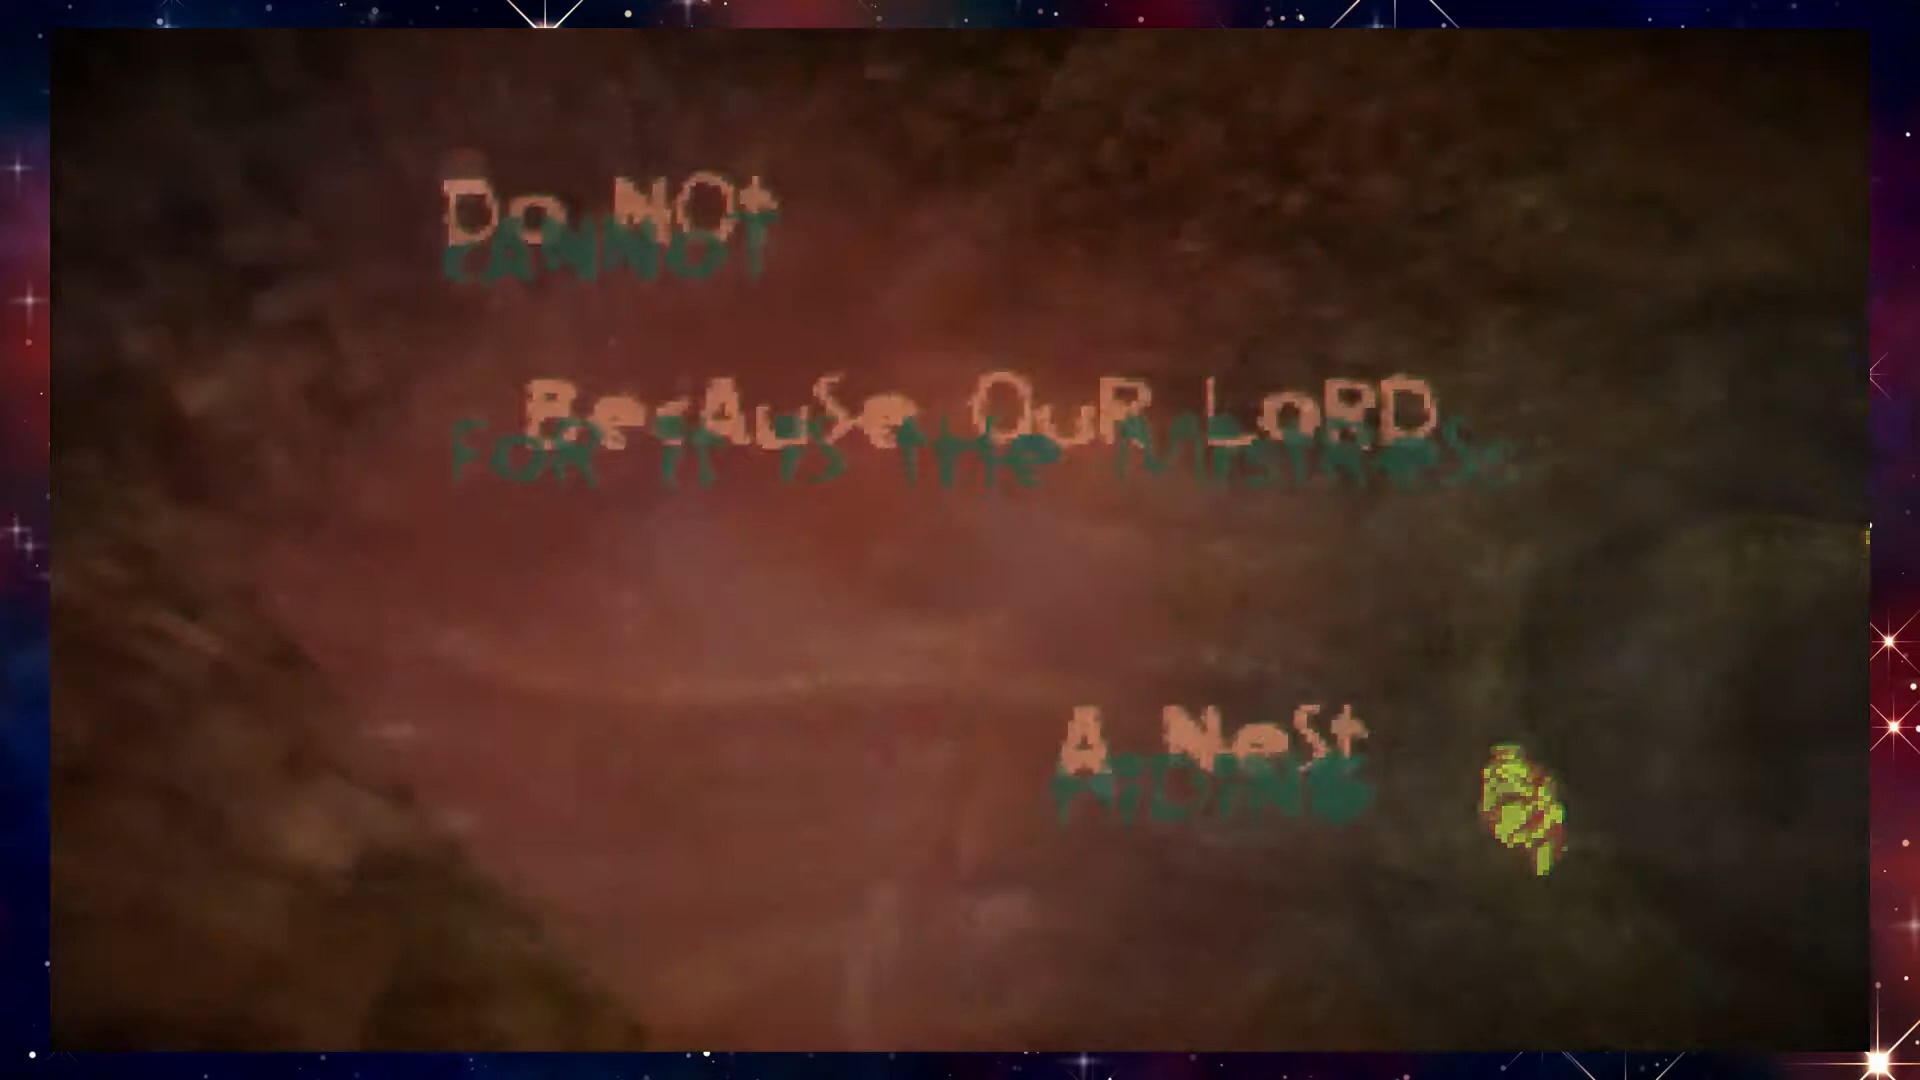 Do NOt
cANNOT
BecAuSe OuR LoRD
FoR it iS tHe MistReSs
A NeSt
HiDiNG